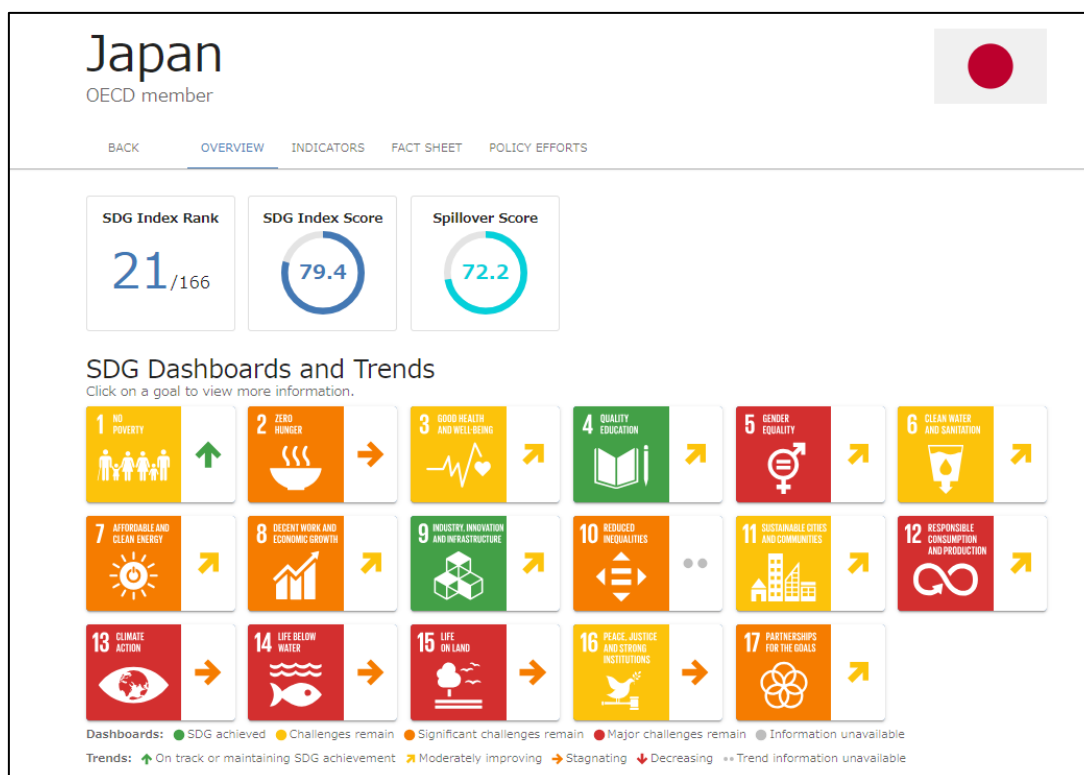 Japan
OECD member
BACK OVERVIEW INDICATORS FACT SHEET POLICY EFFORTS
SDG Index Rank
21/166
SDG Index Score
79.4
Spillover Score
72.2
SDG Dashboards and Trends
Click on a goal to view more information.
1 NO
POVERTY
2 ZERO
HUNGER
3 GOOD HEALTH
AND WELL-BEING
4 QUALITY
EDUCATION
5 GENDER
EQUALITY
6 CLEAN WATER
AND SANITATION
7 AFFORDABLE AND
CLEAN ENERGY
8 DECENT WORK AND
ECONOMIC GROWTH
9 INDUSTRY, INNOVATION
AND INFRASTRUCTURE
10 REDUCED
INEQUALITIES
11 SUSTAINABLE CITIES
AND COMMUNITIES
12 RESPONSIBLE
CONSUMPTION
AND PRODUCTION
13 CLIMATE
ACTION
14 LIFE BELOW
WATER
15 LIFE
ON LAND
16 PEACE, JUSTICE
AND STRONG
INSTITUTIONS
17 PARTNERSHIPS
FOR THE GOALS
Dashboards: SDG achieved Challenges remain Significant challenges remain Major challenges remain Information unavailable
Trends: On track or maintaining SDG achievement Moderately improving Stagnating Decreasing Trend information unavailable